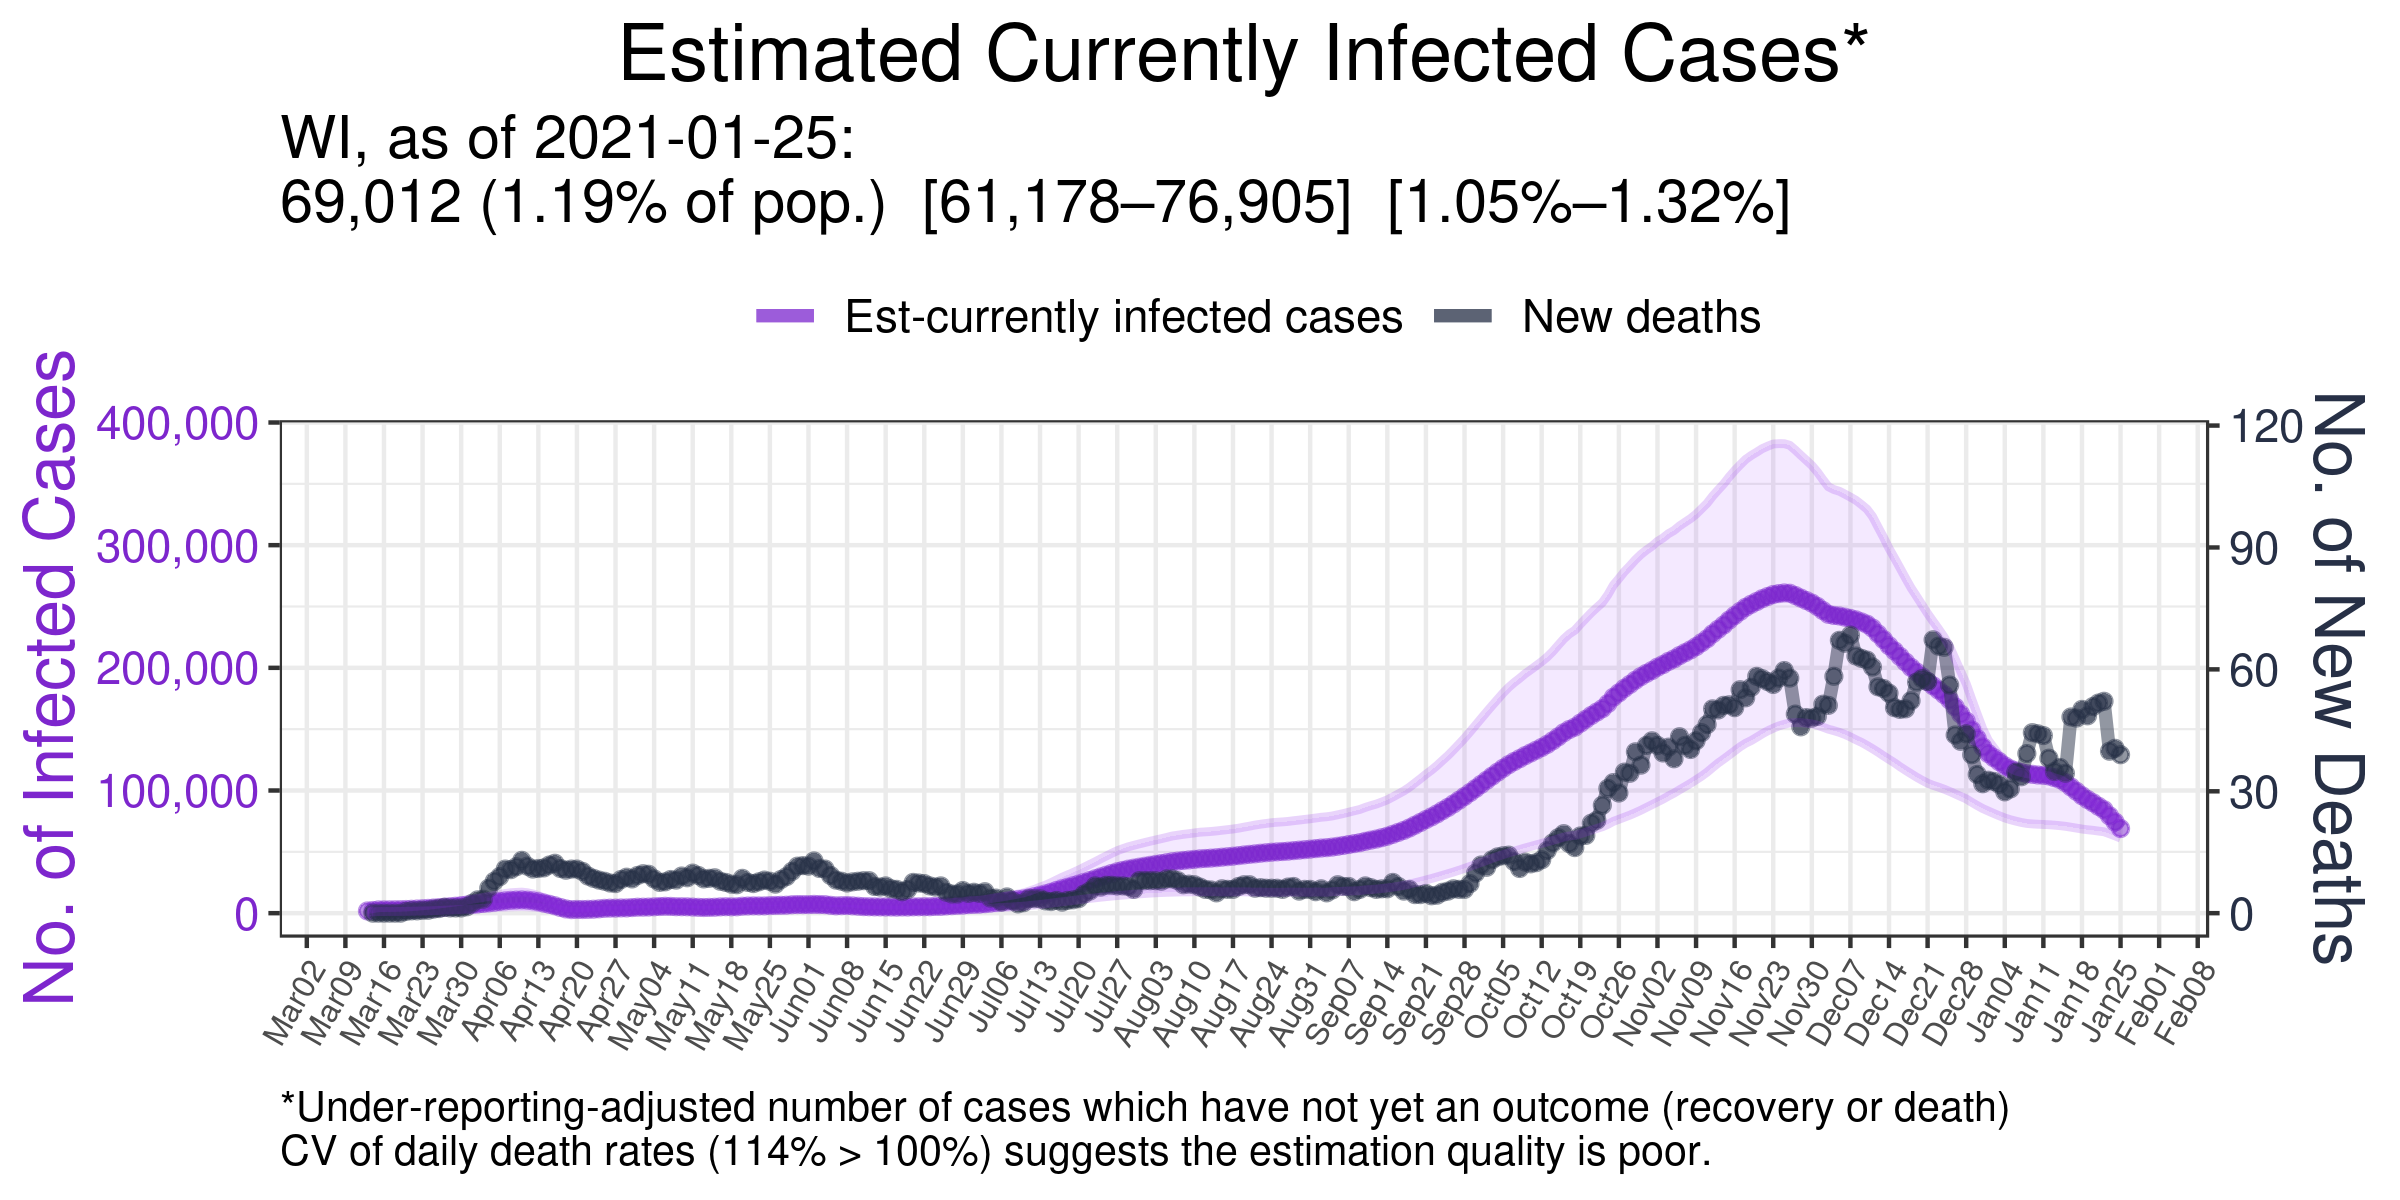 Estimated Currently Infected Cases*
WI, as of 2021-01-25:
69,012 (1.19% of pop.) [61,178–76,905] [1.05%–1.32%]
Est-currently infected cases
New deaths
No. of Infected Cases
400,000
300,000
200,000
100,000
0
120
90
60
30
0
No. of New Deaths
Mar02
Mar09
Mar16
Mar23
Mar30
Apr06
Apr13
Apr20
Apr27
May04
May11
May18
May25
Jun01
Jun08
Jun15
Jun22
Jun29
Jul06
Jul13
Jul20
Jul27
Aug03
Aug10
Aug17
Aug24
Aug31
Sep07
Sep14
Sep21
Sep28
Oct05
Oct12
Oct19
Oct26
Nov02
Nov09
Nov16
Nov23
Nov30
Dec07
Dec14
Dec21
Dec28
Jan04
Jan11
Jan18
Jan25
Feb01
Feb08
*Under-reporting-adjusted number of cases which have not yet an outcome (recovery or death)
CV of daily death rates (114% > 100%) suggests the estimation quality is poor.